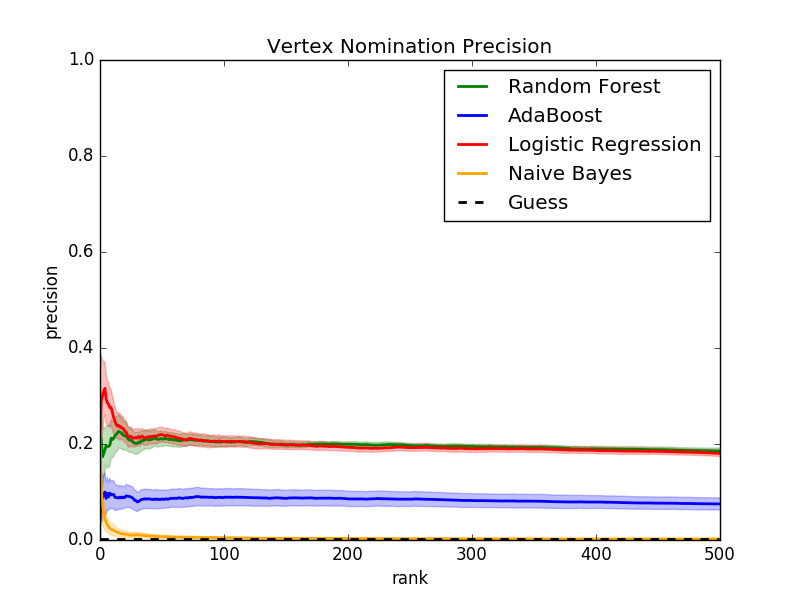 Vertex Nomination Precision
1.0
0.8
0.6
0.4
0.2
0.0
precision
Random Forest
AdaBoost
Logistic Regression
Naive Bayes
Guess
0 100 200 300 400 500
rank